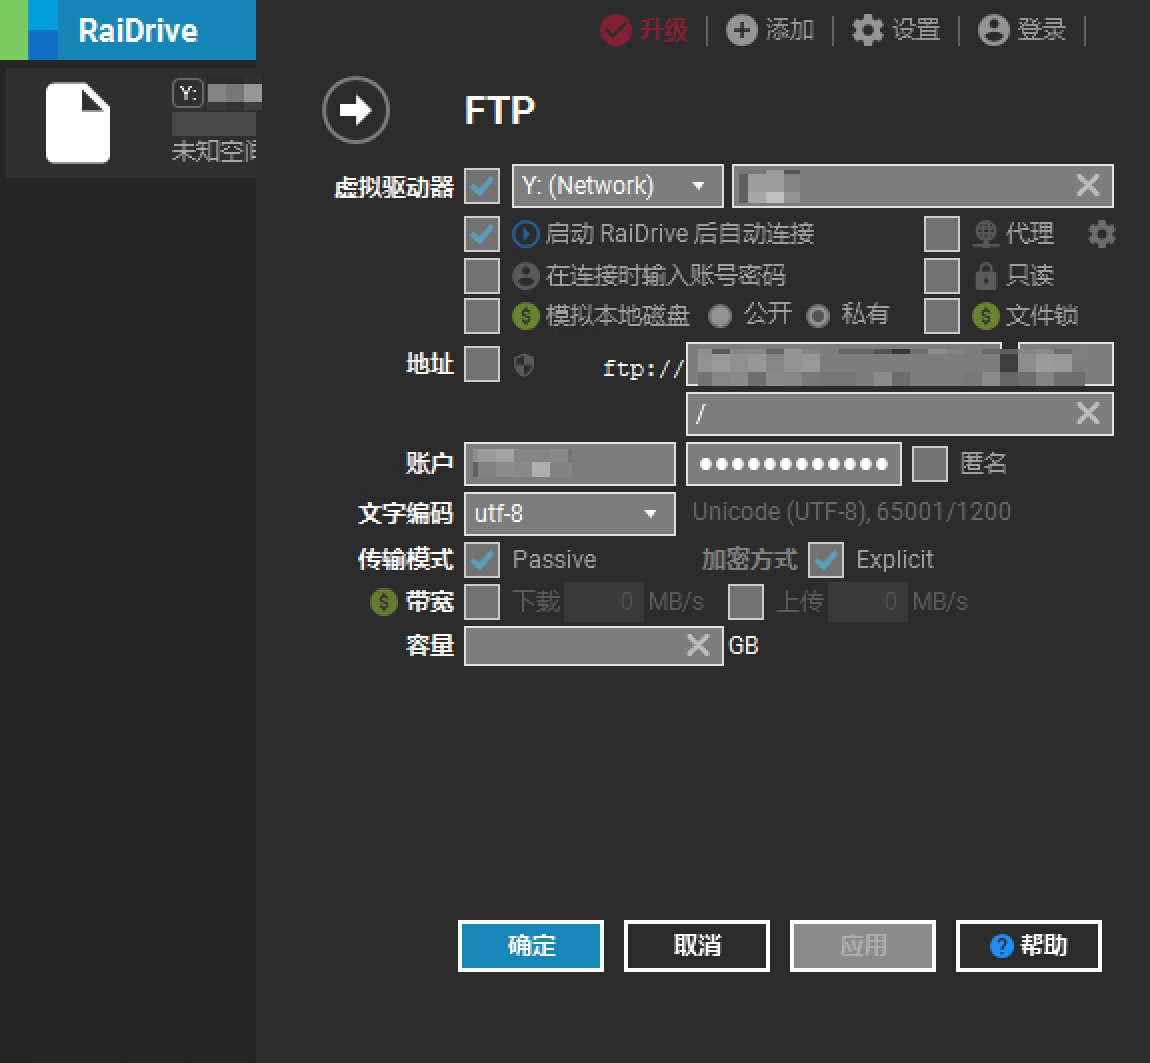 RaiDrive
升级 添加 设置 登录
Y:
未知空间
FTP
虚拟驱动器 Y: (Network)
启动 RaiDrive 后自动连接 代理
在连接时输入账号密码 只读
$ 模拟本地磁盘 公开 私有 $ 文件锁
地址 ftp://
/
账户 ●●●●●●●●●●●● 匿名
文字编码 utf-8 Unicode (UTF-8), 65001/1200
传输模式 Passive 加密方式 Explicit
$ 带宽 下载 0 MB/s 上传 0 MB/s
容量 GB
确定 取消 应用 ? 帮助